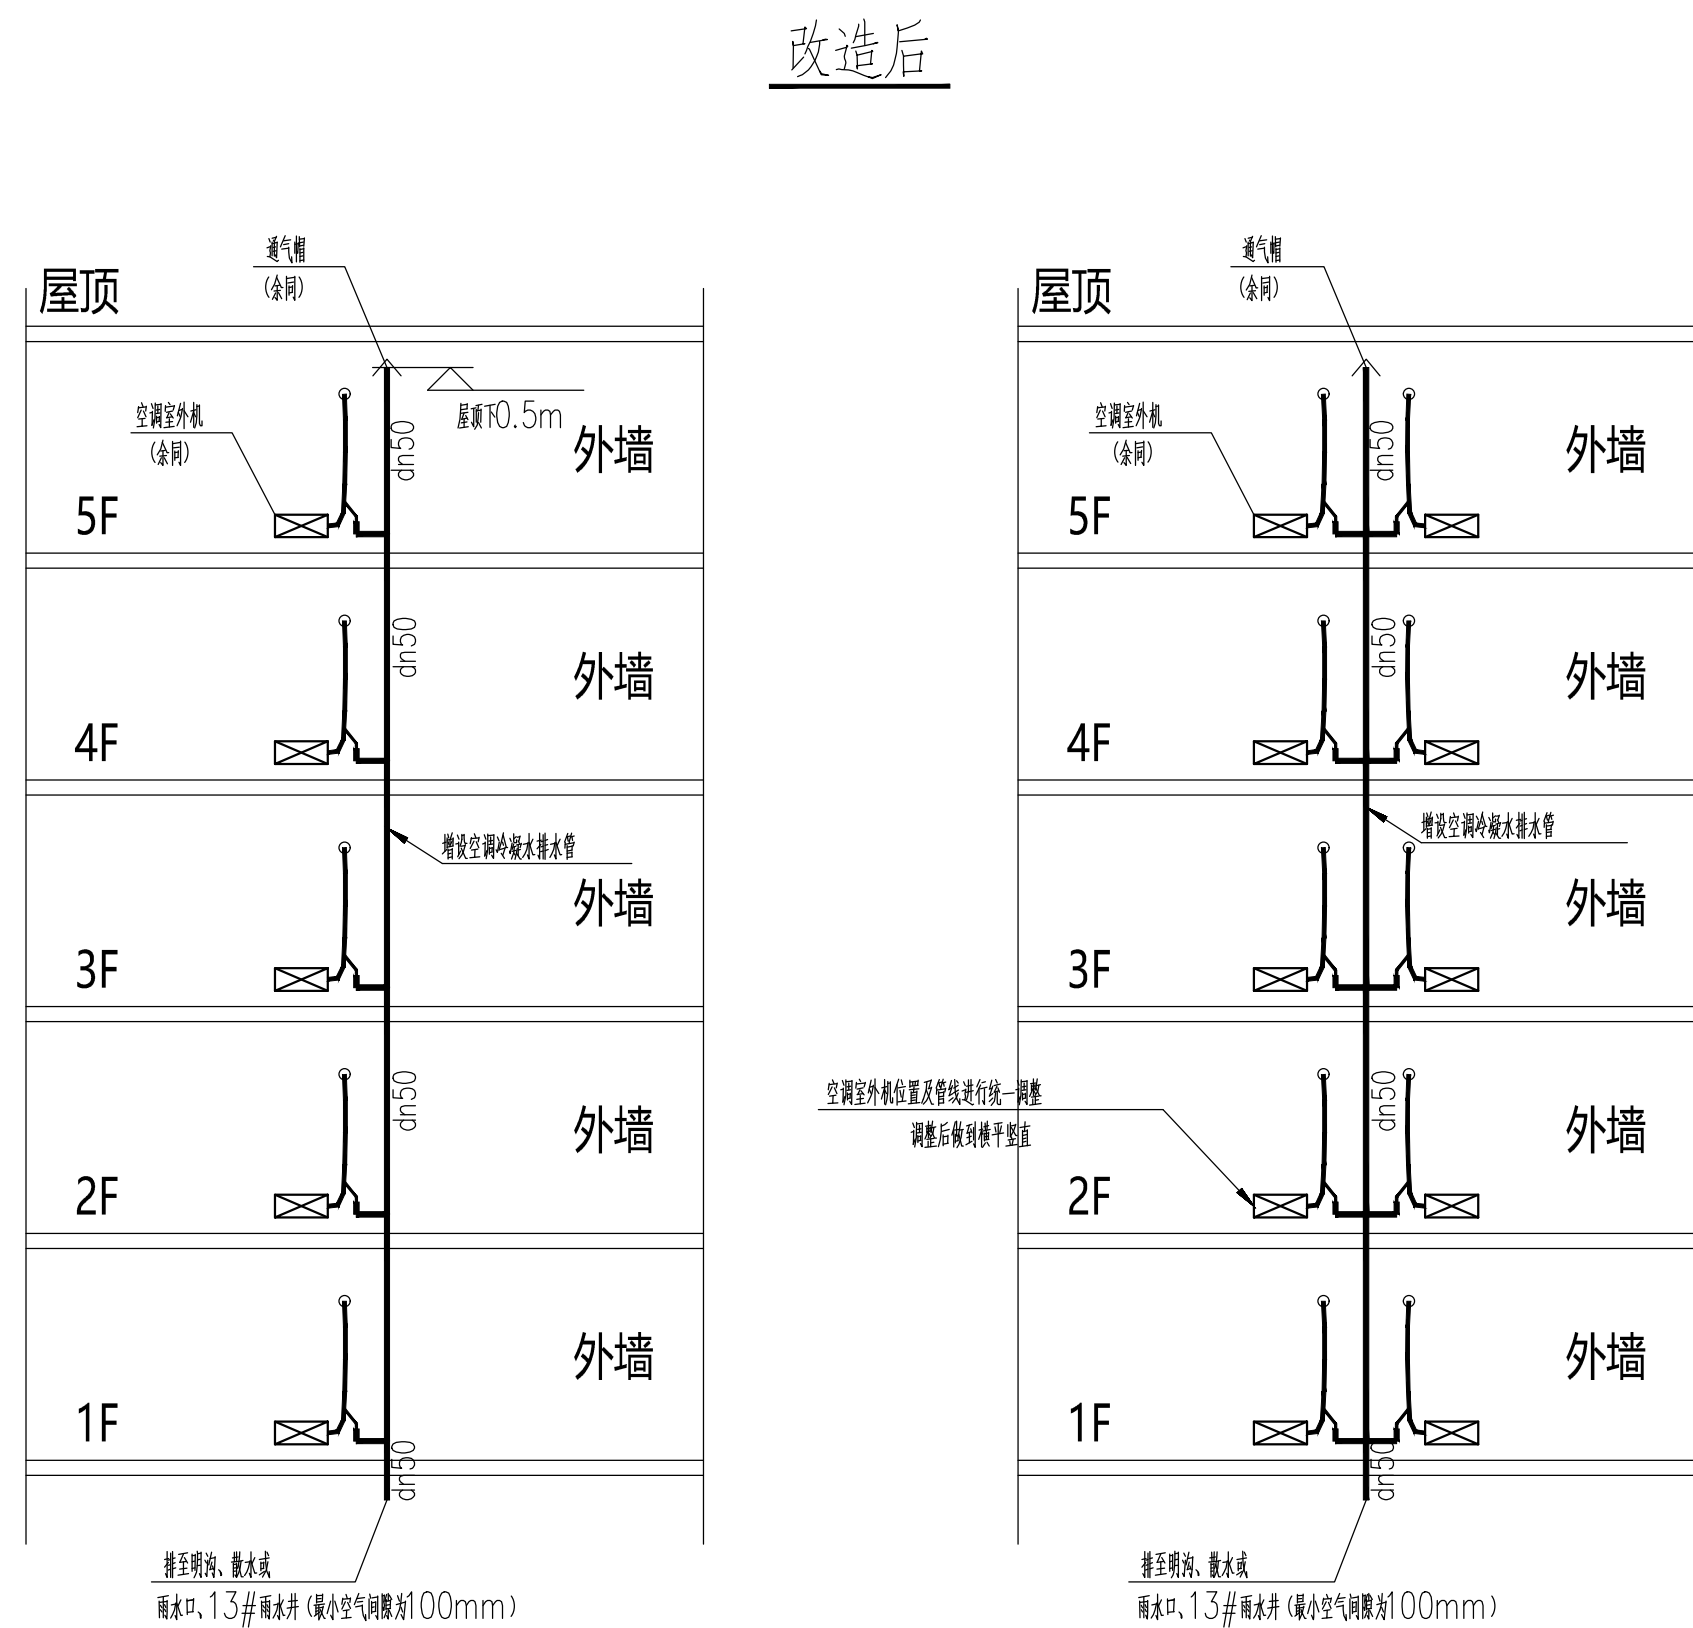 改造后
通气帽
(余同)
屋顶
屋顶下0.5m
空调室外机
(余同)
dn50
外墙
5F
dn50
外墙
4F
增设空调冷凝水排水管
外墙
3F
dn50
外墙
2F
外墙
1F
dn50
排至明沟、散水或
雨水口、13#雨水井(最小空气间隙为100mm)
通气帽
(余同)
屋顶
空调室外机
(余同)
dn50
外墙
5F
dn50
外墙
4F
增设空调冷凝水排水管
外墙
3F
空调室外机位置及管线进行统一调整
调整后做到横平竖直
dn50
外墙
2F
外墙
1F
dn50
排至明沟、散水或
雨水口、13#雨水井(最小空气间隙为100mm)